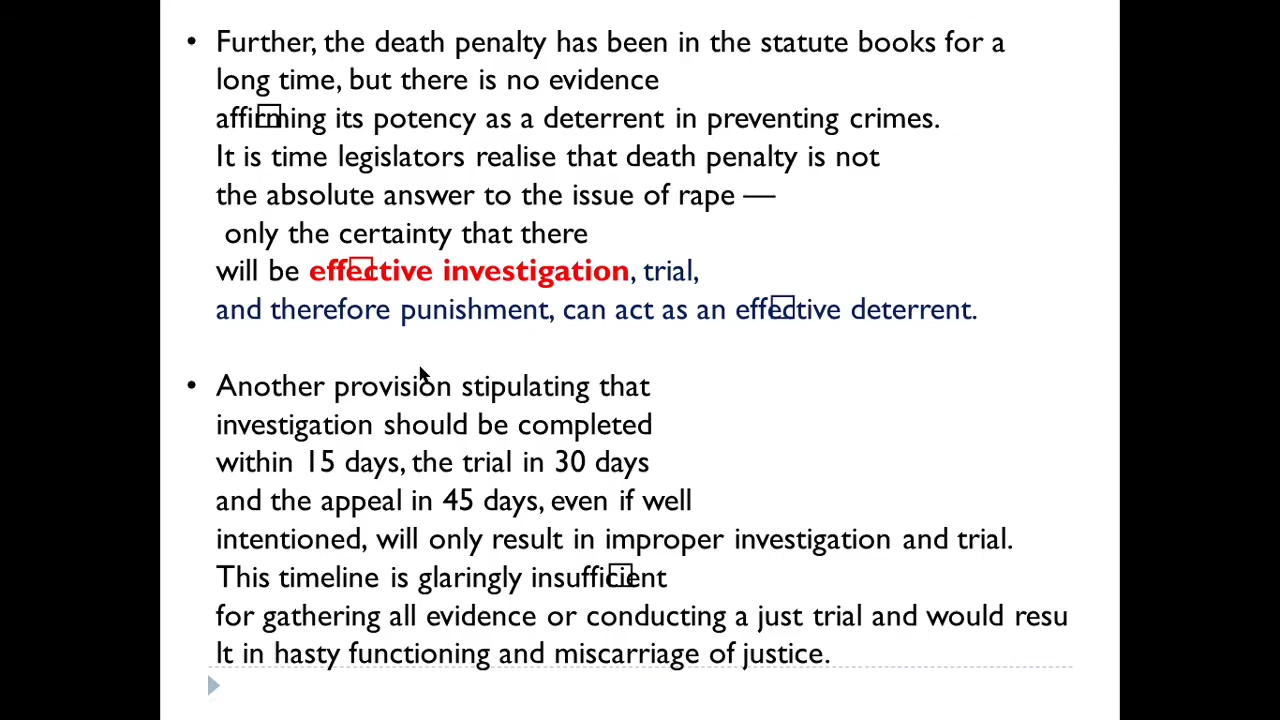 • Further, the death penalty has been in the statute books for a
long time, but there is no evidence
affirming its potency as a deterrent in preventing crimes.
It is time legislators realise that death penalty is not
the absolute answer to the issue of rape —
only the certainty that there
will be effective investigation, trial,
and therefore punishment, can act as an effective deterrent.
• Another provision stipulating that
investigation should be completed
within 15 days, the trial in 30 days
and the appeal in 45 days, even if well
intentioned, will only result in improper investigation and trial.
This timeline is glaringly insufficient
for gathering all evidence or conducting a just trial and would resu
lt in hasty functioning and miscarriage of justice.